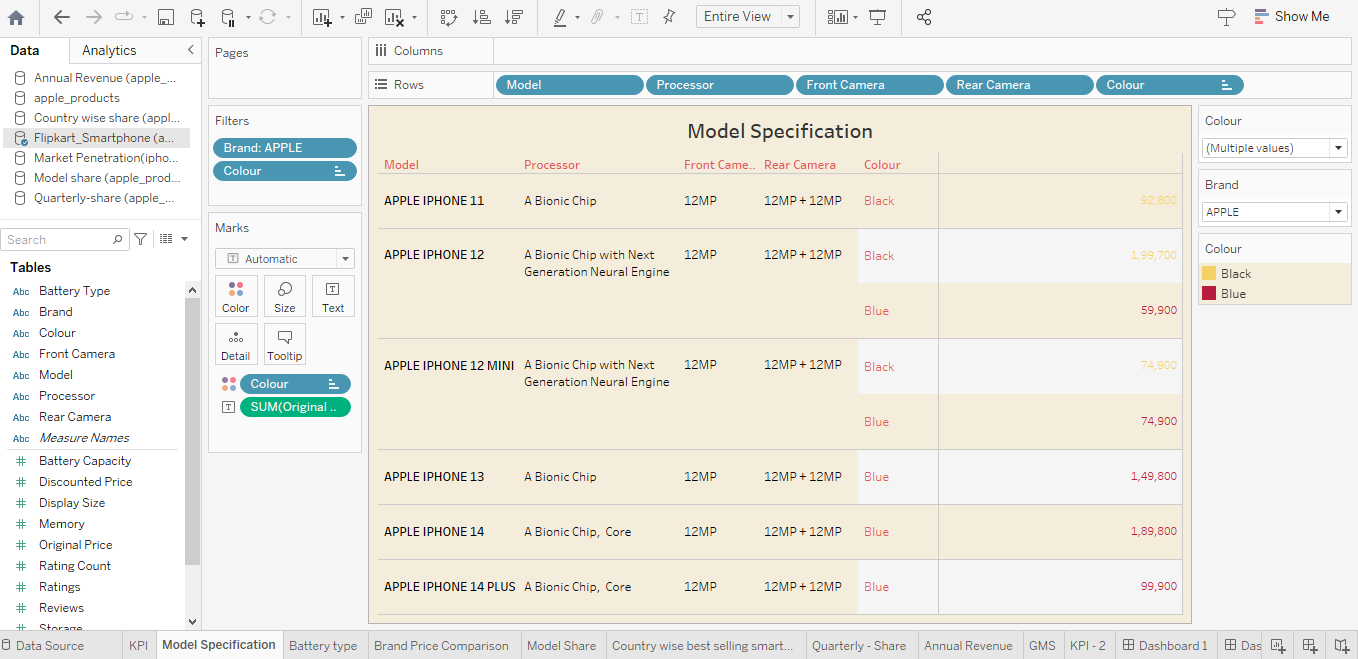 Entire View
Show Me
Data
Analytics
Annual Revenue (apple_...
apple_products
Country wise share (appl...
Flipkart_Smartphone (a...
Market Penetration(ipho...
Model share (apple_prod...
Quarterly-share (apple_...
Search
Tables
Abc Battery Type
Abc Brand
Abc Colour
Abc Front Camera
Abc Model
Abc Processor
Abc Rear Camera
Abc Measure Names
# Battery Capacity
# Discounted Price
# Display Size
# Memory
# Original Price
# Rating Count
# Ratings
# Reviews
# Storage
Pages
Filters
Brand: APPLE
Colour
Marks
T Automatic
Color Size Text
Detail Tooltip
Colour
T SUM(Original ..
Columns
Rows Model Processor Front Camera Rear Camera Colour
Model Specification
Model Processor Front Came.. Rear Camera Colour
APPLE IPHONE 11 A Bionic Chip 12MP 12MP + 12MP Black 92,800
APPLE IPHONE 12 A Bionic Chip with Next 12MP 12MP + 12MP Black 1,99,700
Generation Neural Engine
Blue 59,900
APPLE IPHONE 12 MINI A Bionic Chip with Next 12MP 12MP + 12MP Black 74,900
Generation Neural Engine
Blue 74,900
APPLE IPHONE 13 A Bionic Chip 12MP 12MP + 12MP Blue 1,49,800
APPLE IPHONE 14 A Bionic Chip, Core 12MP 12MP + 12MP Blue 1,89,800
APPLE IPHONE 14 PLUS A Bionic Chip, Core 12MP 12MP + 12MP Blue 99,900
Colour
(Multiple values)
Brand
APPLE
Colour
Black
Blue
Data Source KPI Model Specification Battery type Brand Price Comparison Model Share Country wise best selling smart... Quarterly - Share Annual Revenue GMS KPI - 2 Dashboard 1 Das